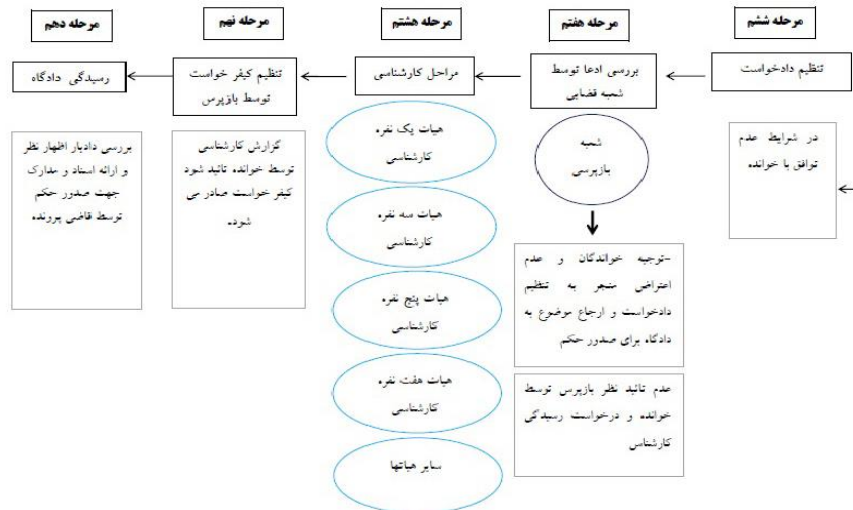 مرحله ششم
تنظیم دادخواست
در شرایط عدم
توافق با خوانده
مرحله هفتم
بررسی ادعا توسط
شعبه قضایی
شعبه
بازپرسی
-توجیه خواندگان و عدم
اعتراض منجر به تنظیم
دادخواست و ارجاع موضوع به
دادگاه برای صدور حکم
عدم تائید نظر بازپرس توسط
خوانده و درخواست رسیدگی
کارشناس
مرحله هشتم
مراحل کارشناسی
هیات یک نفره
کارشناسی
هیات سه نفره
کارشناسی
هیات پنج نفره
کارشناسی
هیات هفت نفره
کارشناسی
سایر هیاتها
مرحله نهم
تنظیم کیفر خواست
توسط بازپرس
گزارش کارشناسی
توسط خوانده تائید شود
کیفر خواست صادر می
شود.
مرحله دهم
رسیدگی دادگاه
بررسی دادیار اظهار نظر
و ارائه اسناد و مدارک
جهت صدور حکم
توسط قاضی پرونده